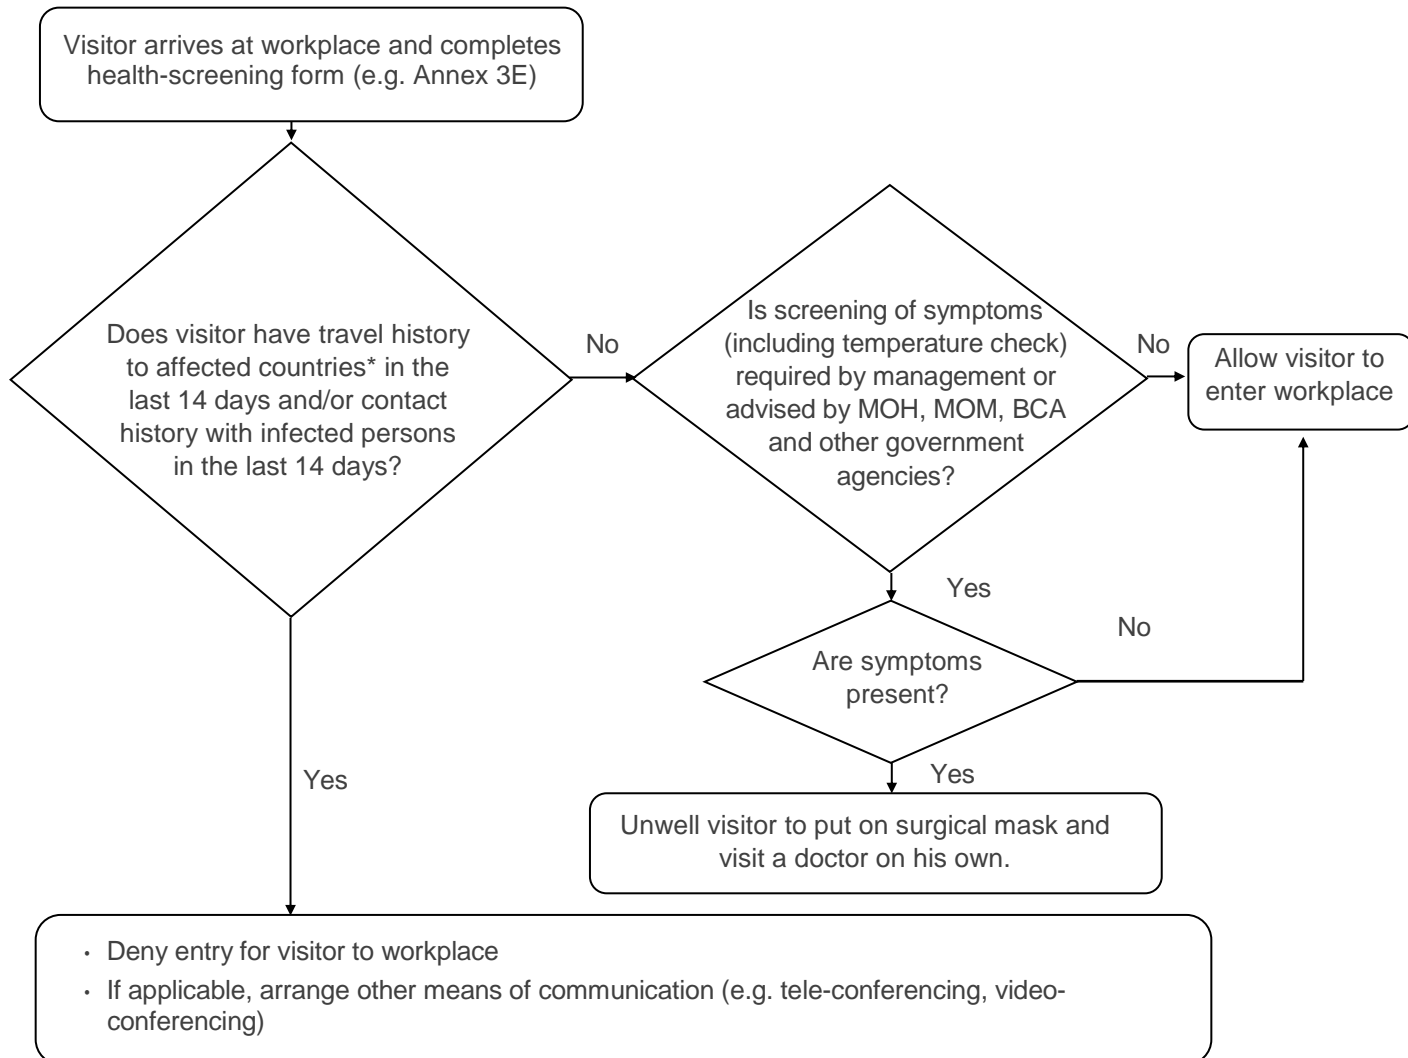 Visitor arrives at workplace and completes
health-screening form (e.g. Annex 3E)
Does visitor have travel history
to affected countries* in the
last 14 days and/or contact
history with infected persons
in the last 14 days?
No
Is screening of symptoms
(including temperature check)
required by management or
advised by MOH, MOM, BCA
and other government
agencies?
No
Allow visitor to
enter workplace
Yes
Are symptoms
present?
No
Yes
Unwell visitor to put on surgical mask and
visit a doctor on his own.
Yes
• Deny entry for visitor to workplace
• If applicable, arrange other means of communication (e.g. tele-conferencing, video-
conferencing)